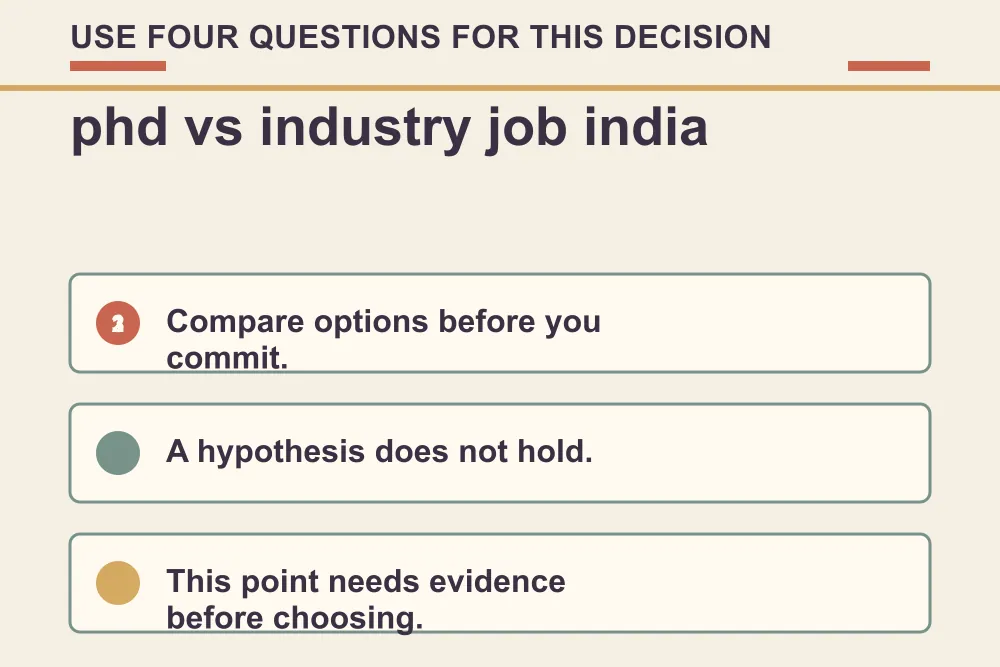 USE FOUR QUESTIONS FOR THIS DECISION
phd vs industry job india
Compare options before you
commit.
A hypothesis does not hold.
This point needs evidence
before choosing.